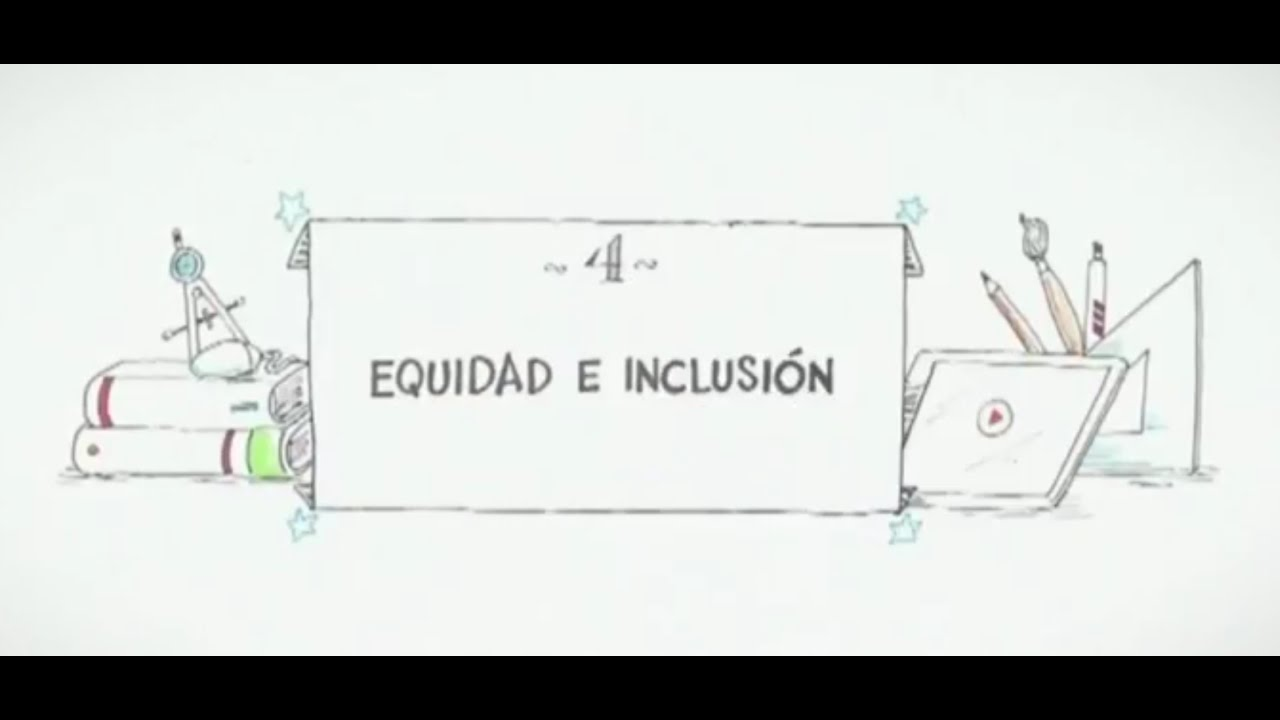 ~ 4 ~
EQUIDAD E INCLUSIÓN